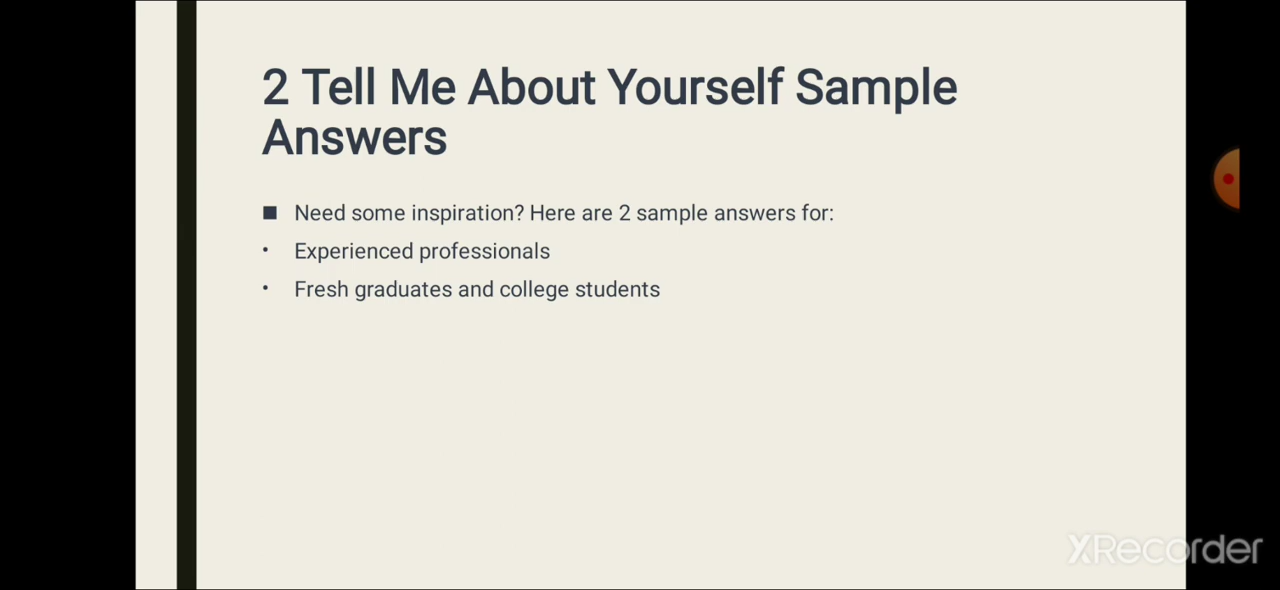 2 Tell Me About Yourself Sample
Answers
■ Need some inspiration? Here are 2 sample answers for:
• Experienced professionals
• Fresh graduates and college students
XRecorder